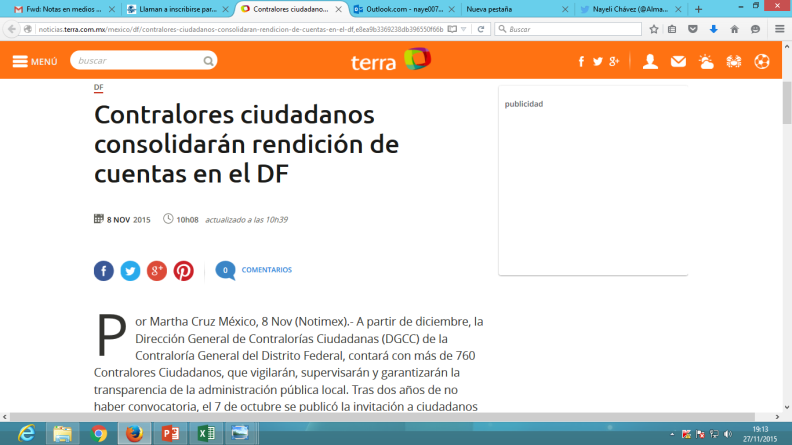 Fwd: Notas en medios ...
Llaman a inscribirse par...
Contralores ciudadano...
Outlook.com - naye007...
Nueva pestaña
Nayeli Chávez (@Alma...
noticias.terra.com.mx/mexico/df/contralores-ciudadanos-consolidaran-rendicion-de-cuentas-en-el-df,e8ea9b3369238db396550f66b
Buscar
MENÚ
buscar
terra
DF
Contralores ciudadanos
consolidarán rendición de
cuentas en el DF
publicidad
8 NOV 2015 10h08 actualizado a las 10h39
0 COMENTARIOS
Por Martha Cruz México, 8 Nov (Notimex).- A partir de diciembre, la
Dirección General de Contralorías Ciudadanas (DGCC) de la
Contraloría General del Distrito Federal, contará con más de 760
Contralores Ciudadanos, que vigilarán, supervisarán y garantizarán la
transparencia de la administración pública local. Tras dos años de no
haber convocatoria, el 7 de octubre se publicó la invitación a ciudadanos
19:13
27/11/2015